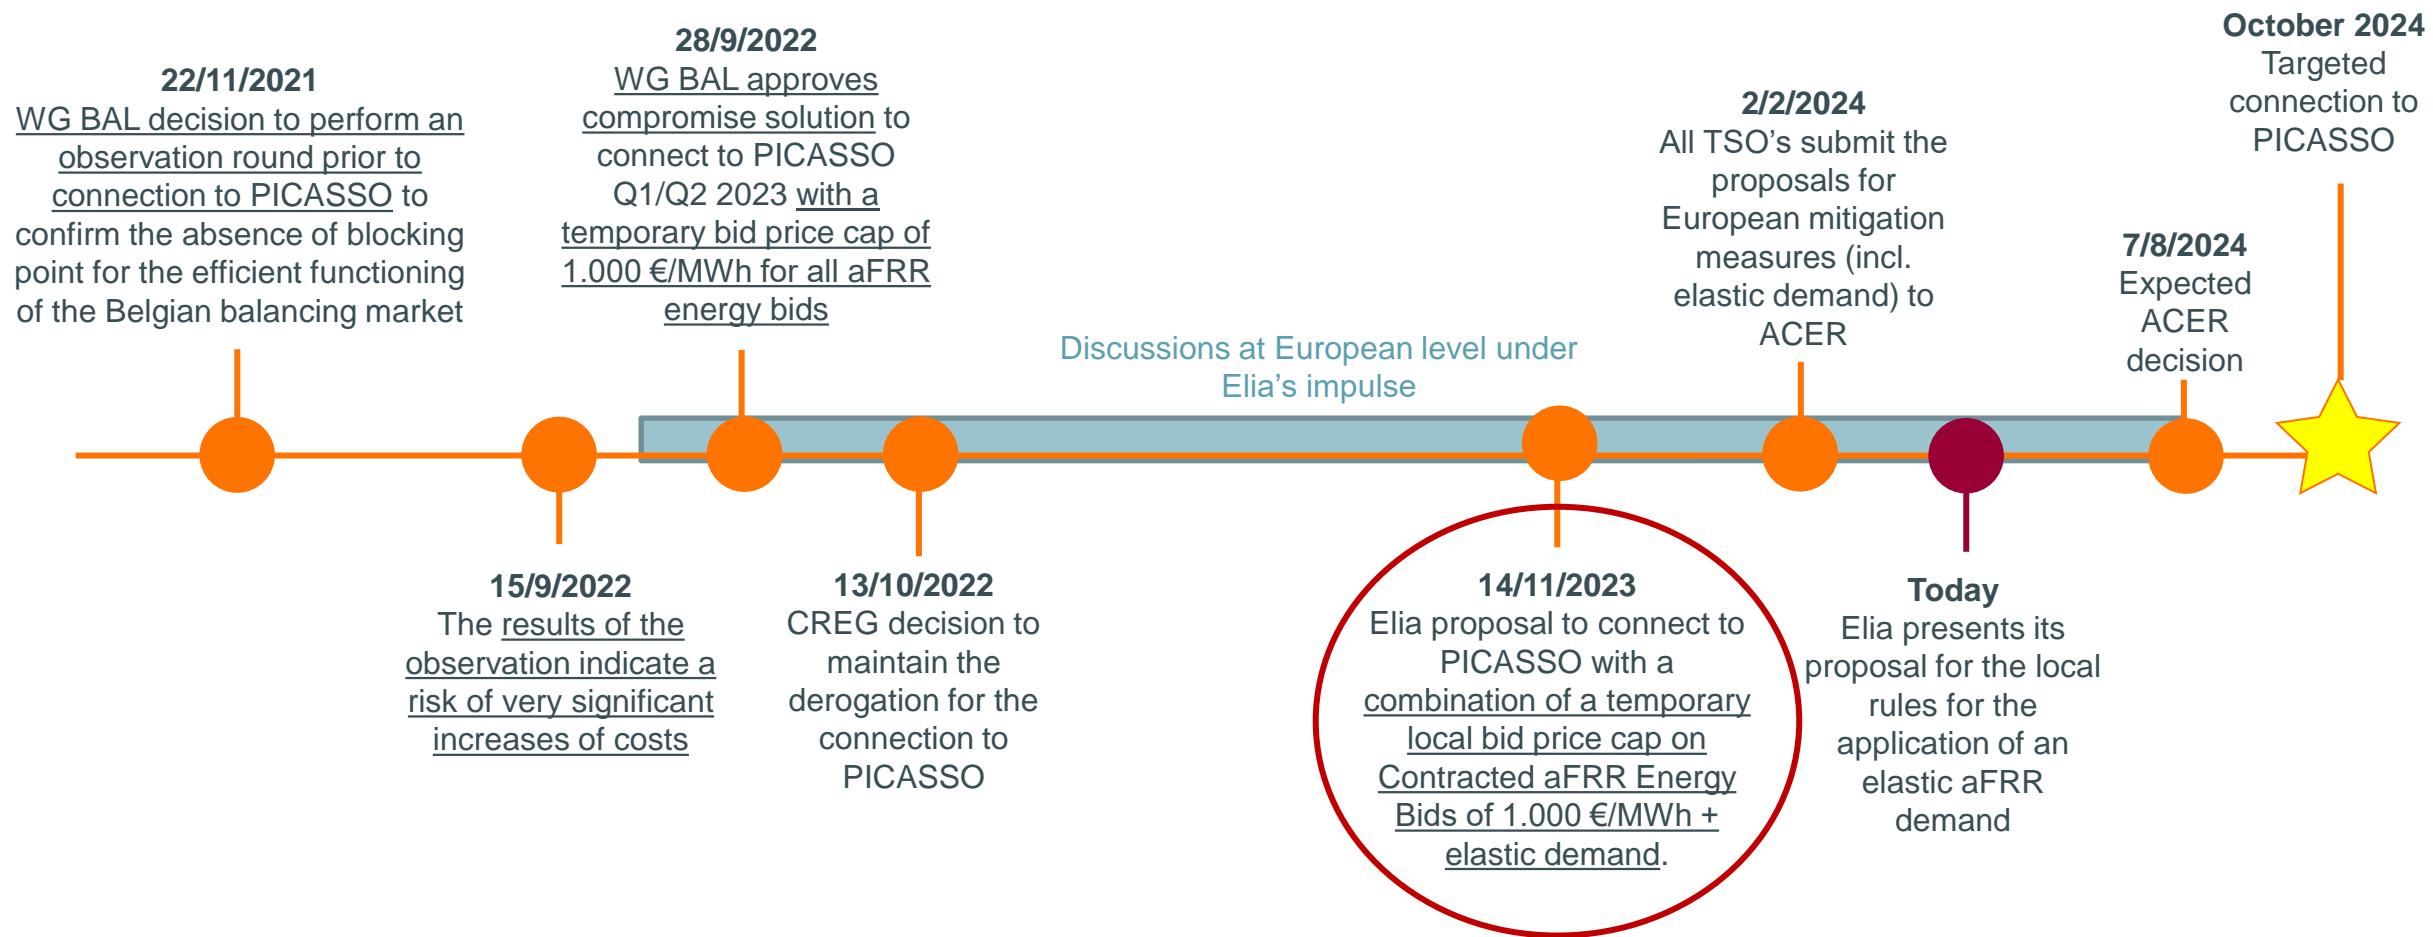 22/11/2021
WG BAL decision to perform an
observation round prior to
connection to PICASSO to
confirm the absence of blocking
point for the efficient functioning
of the Belgian balancing market
28/9/2022
WG BAL approves
compromise solution to
connect to PICASSO
Q1/Q2 2023 with a
temporary bid price cap of
1.000 €/MWh for all aFRR
energy bids
Discussions at European level under
Elia’s impulse
2/2/2024
All TSO’s submit the
proposals for
European mitigation
measures (incl.
elastic demand) to
ACER
7/8/2024
Expected
ACER
decision
October 2024
Targeted
connection to
PICASSO
15/9/2022
The results of the
observation indicate a
risk of very significant
increases of costs
13/10/2022
CREG decision to
maintain the
derogation for the
connection to
PICASSO
14/11/2023
Elia proposal to connect to
PICASSO with a
combination of a temporary
local bid price cap on
Contracted aFRR Energy
Bids of 1.000 €/MWh +
elastic demand.
Today
Elia presents its
proposal for the local
rules for the
application of an
elastic aFRR
demand